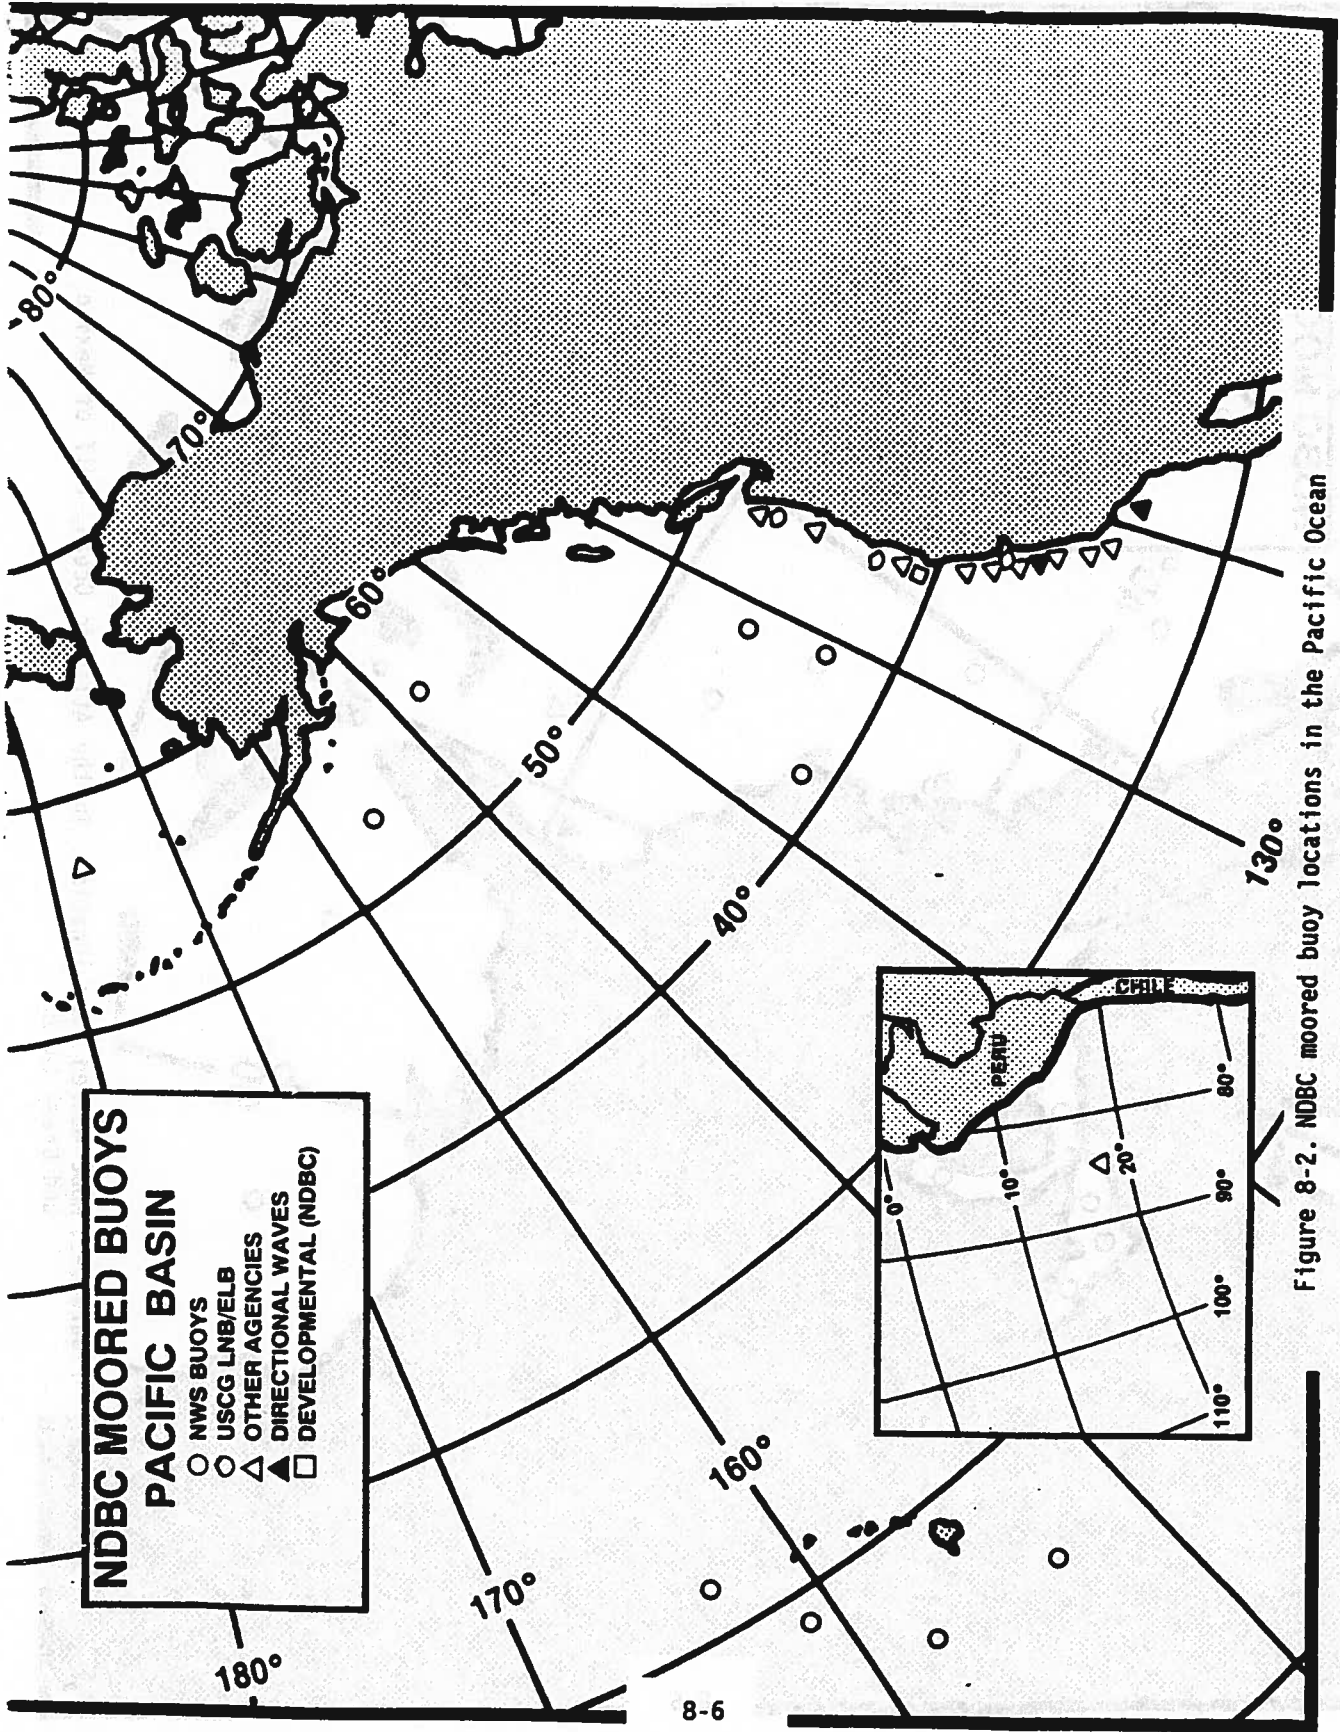 NDBC MOORED BUOYS
PACIFIC BASIN
NWS BUOYS
USCG LNB/ELB
OTHER AGENCIES
DIRECTIONAL WAVES
DEVELOPMENTAL (NDBC)
80°
70°
60°
50°
40°
130°
160°
170°
180°
PERU
CHILE
0°
10°
20°
80°
90°
100°
110°
Figure 8-2. NDBC moored buoy locations in the Pacific Ocean
8-6